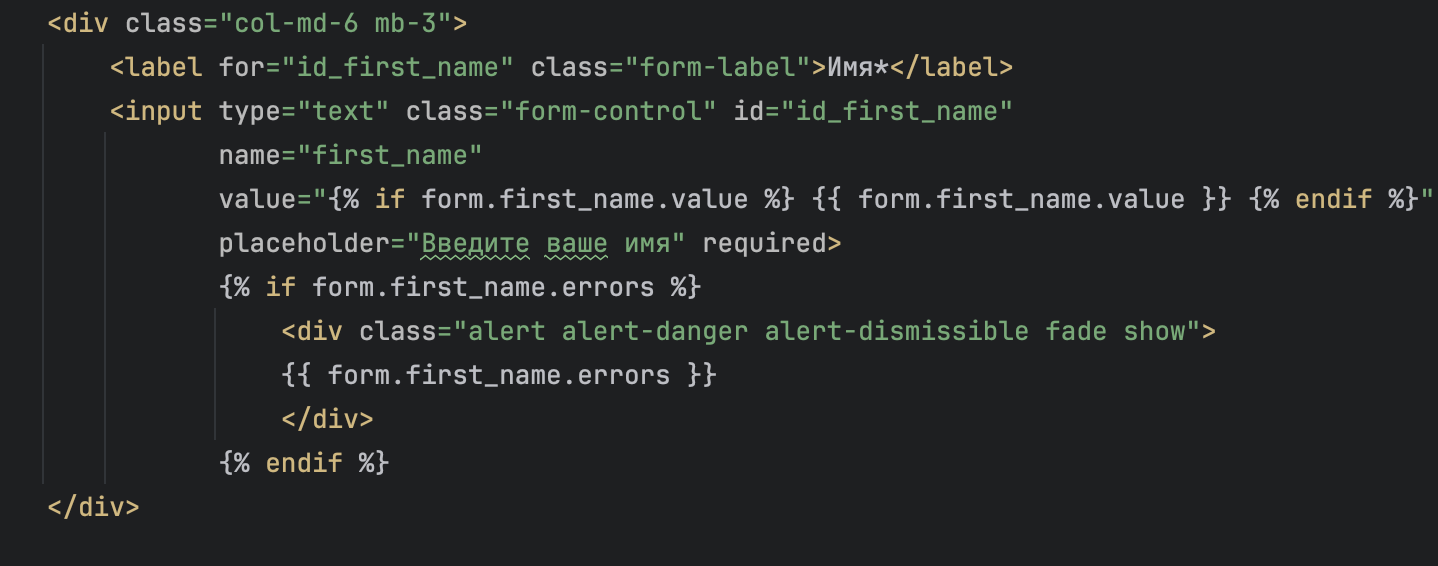 <div class="col-md-6 mb-3">
<label for="id_first_name" class="form-label">Имя*</label>
<input type="text" class="form-control" id="id_first_name"
name="first_name"
value="{% if form.first_name.value %} {{ form.first_name.value }} {% endif %}"
placeholder="Введите ваше имя" required>
{% if form.first_name.errors %}
<div class="alert alert-danger alert-dismissible fade show">
{{ form.first_name.errors }}
</div>
{% endif %}
</div>